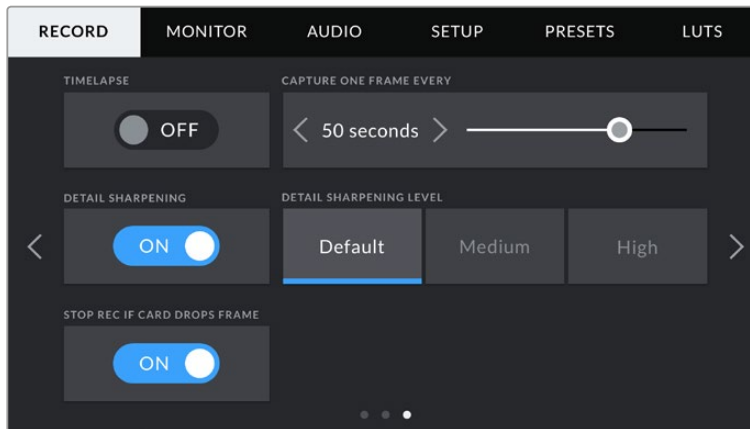 RECORD MONITOR AUDIO SETUP PRESETS LUTS
TIMELAPSE CAPTURE ONE FRAME EVERY
OFF 50 seconds
DETAIL SHARPENING DETAIL SHARPENING LEVEL
ON Default Medium High
STOP REC IF CARD DROPS FRAME
ON